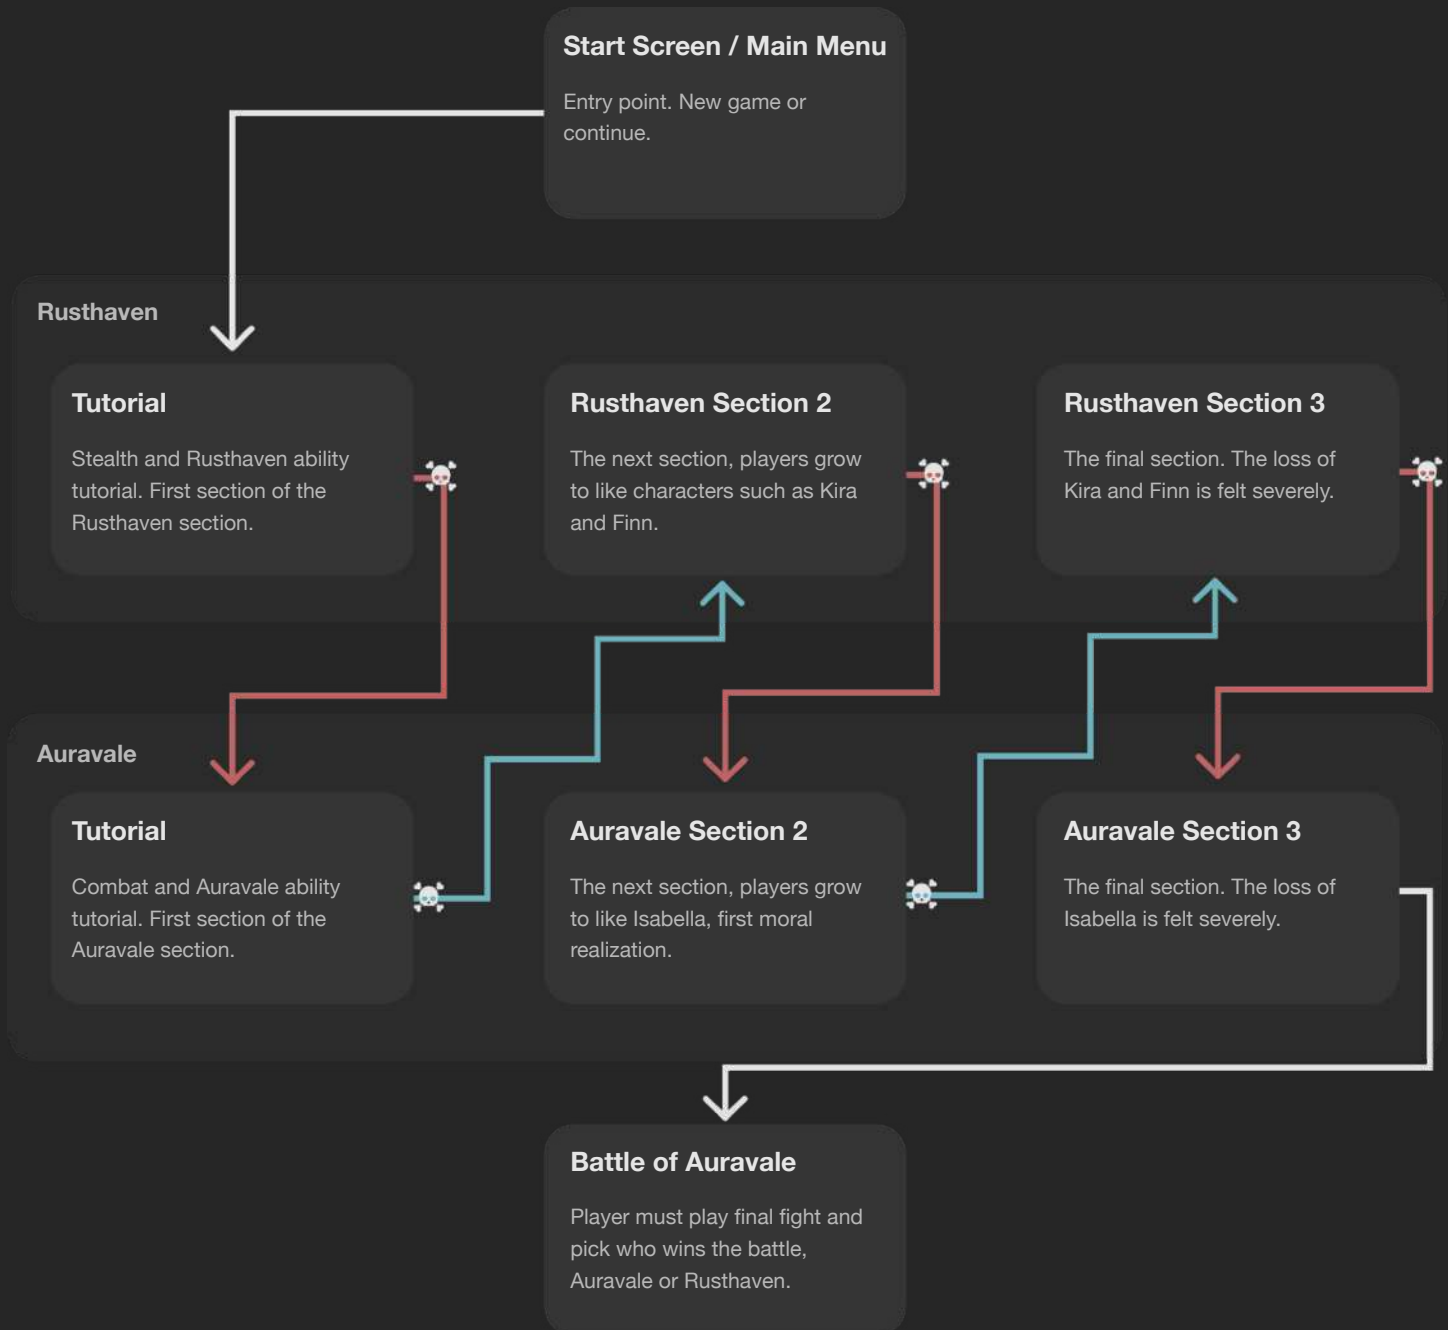 Start Screen / Main Menu
Entry point. New game or
continue.
Rusthaven
Tutorial
Stealth and Rusthaven ability
tutorial. First section of the
Rusthaven section.
Rusthaven Section 2
The next section, players grow
to like characters such as Kira
and Finn.
Rusthaven Section 3
The final section. The loss of
Kira and Finn is felt severely.
Auravale
Tutorial
Combat and Auravale ability
tutorial. First section of the
Auravale section.
Auravale Section 2
The next section, players grow
to like Isabella, first moral
realization.
Auravale Section 3
The final section. The loss of
Isabella is felt severely.
Battle of Auravale
Player must play final fight and
pick who wins the battle,
Auravale or Rusthaven.